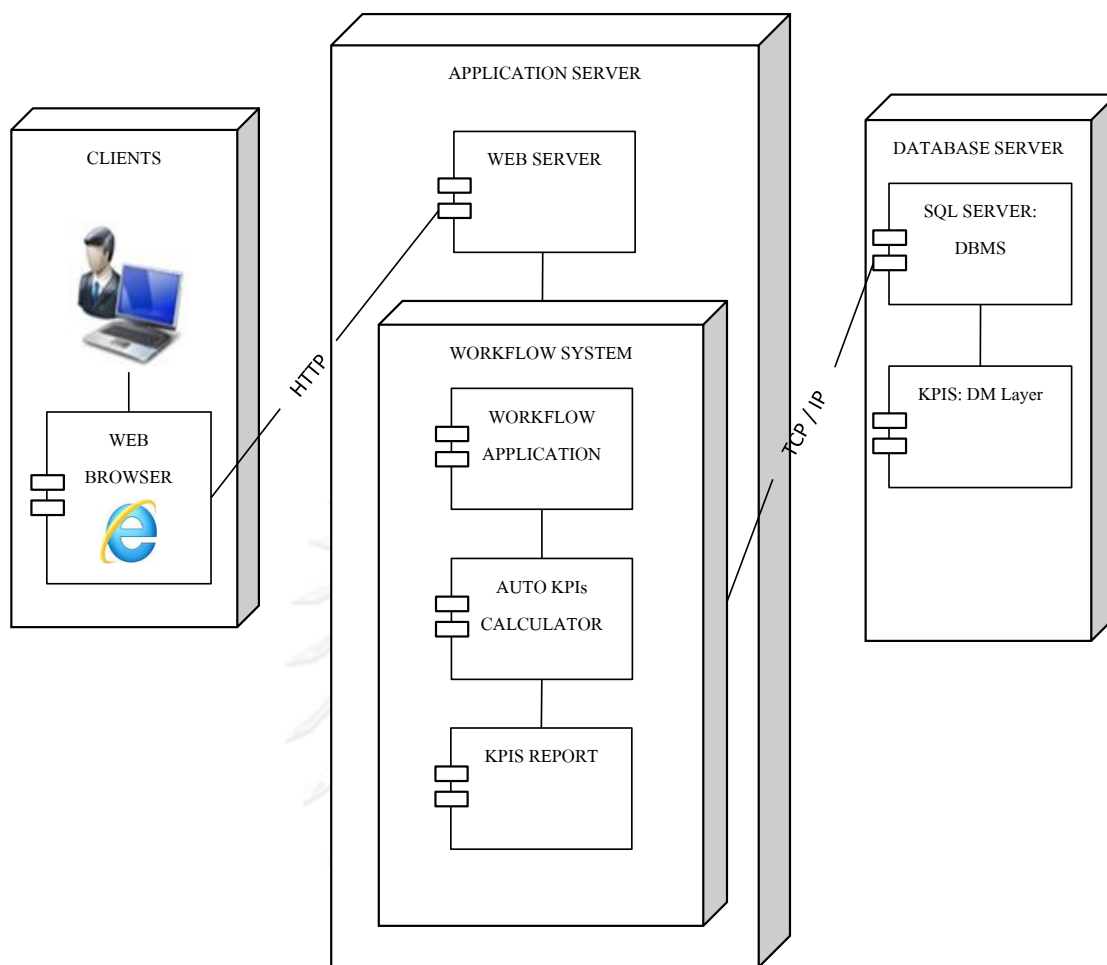 APPLICATION SERVER
CLIENTS
WEB SERVER
DATABASE SERVER
SQL SERVER:
DBMS
HTTP
WORKFLOW SYSTEM
WORKFLOW
APPLICATION
TCP / IP
KPIS: DM Layer
WEB
BROWSER
AUTO KPIs
CALCULATOR
KPIS REPORT